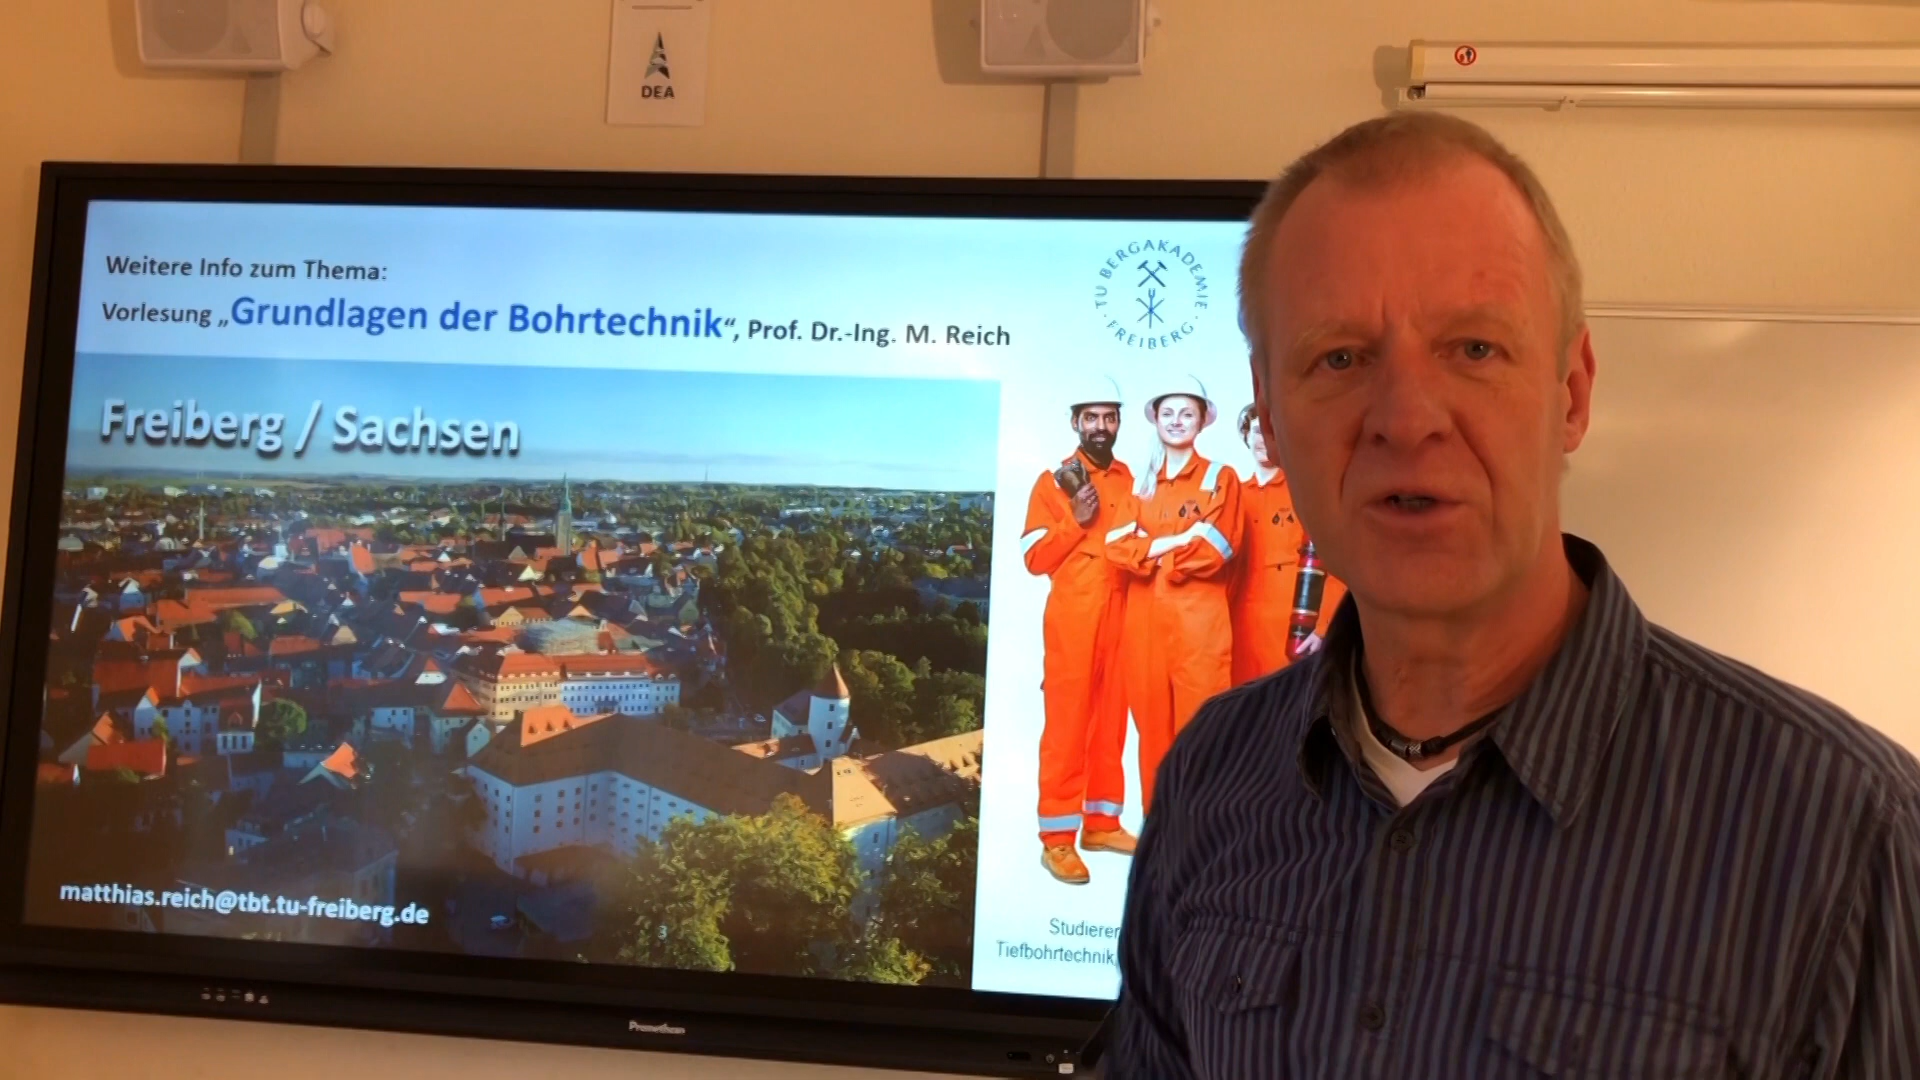 DEA
Weitere Info zum Thema:
Vorlesung „Grundlagen der Bohrtechnik“, Prof. Dr.-Ing. M. Reich
TU BERGAKADEMIE
FREIBERG
Freiberg / Sachsen
matthias.reich@tbt.tu-freiberg.de
3
Tiefbohrtechnik
Promethean